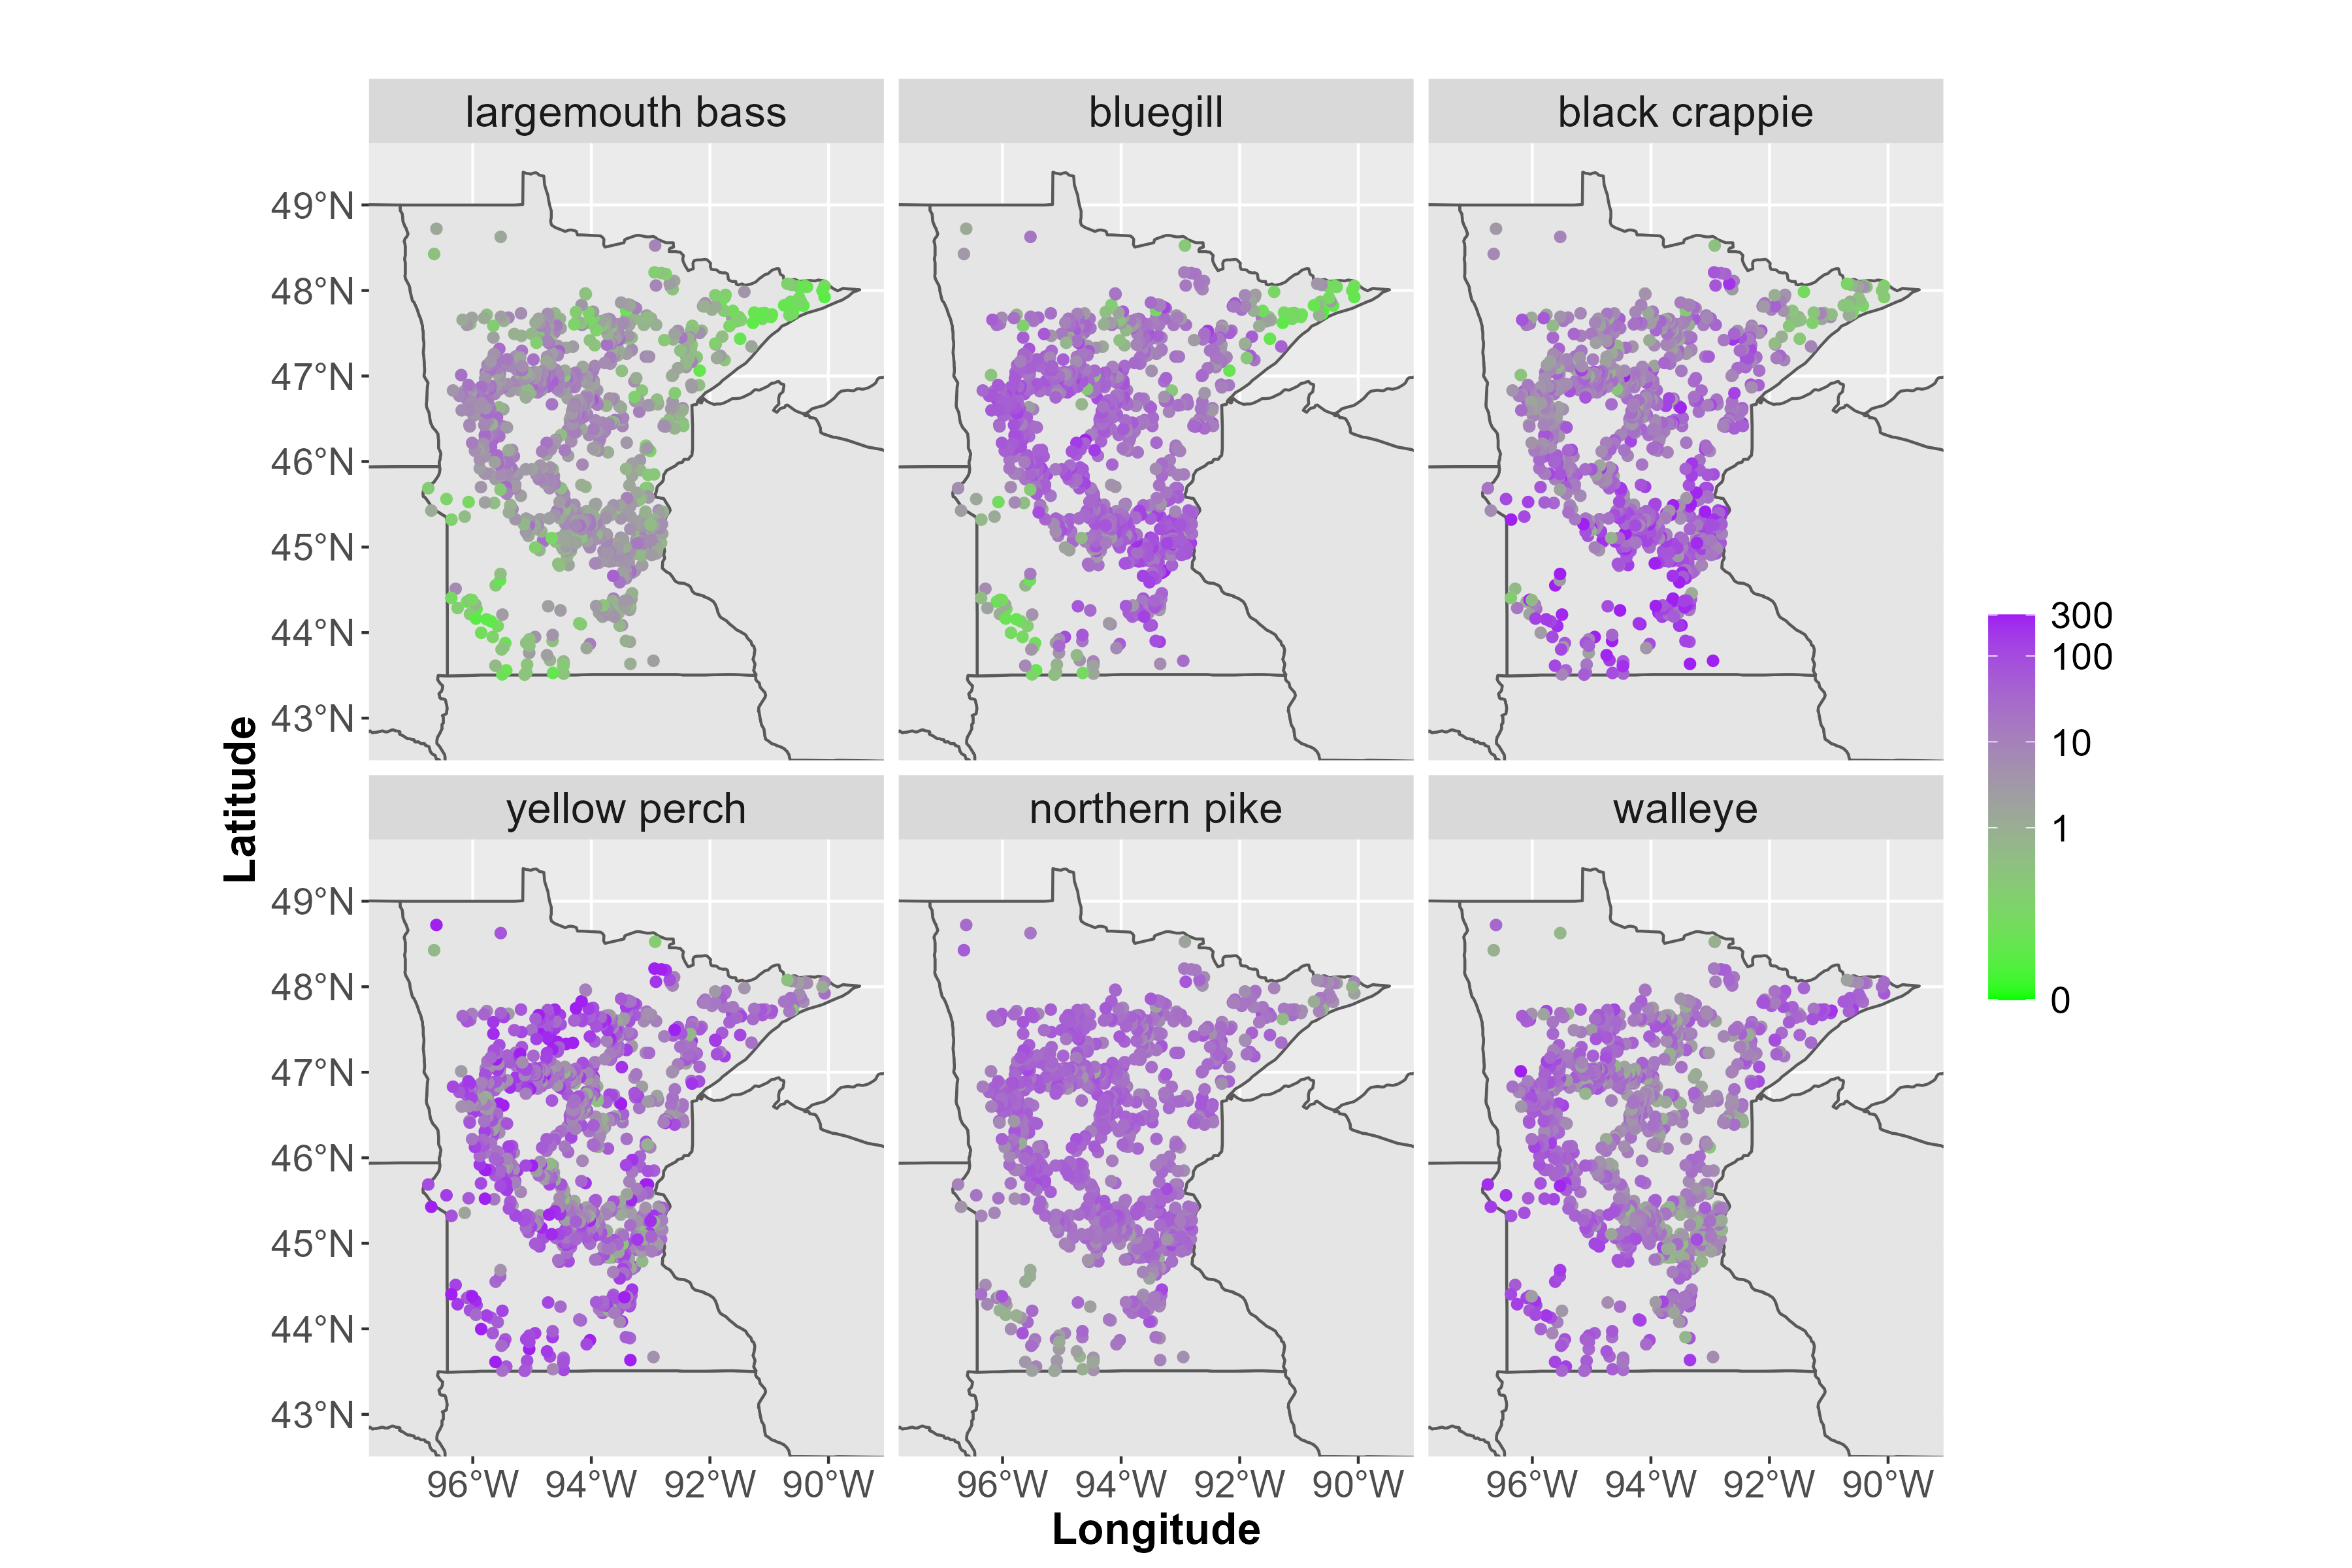 largemouth bass bluegill black crappie
49°N
48°N
47°N
46°N
45°N
44°N
43°N
yellow perch northern pike walleye
49°N
48°N
47°N
46°N
45°N
44°N
43°N
96°W 94°W 92°W 90°W 96°W 94°W 92°W 90°W 96°W 94°W 92°W 90°W
Longitude
Latitude
300
100
10
1
0